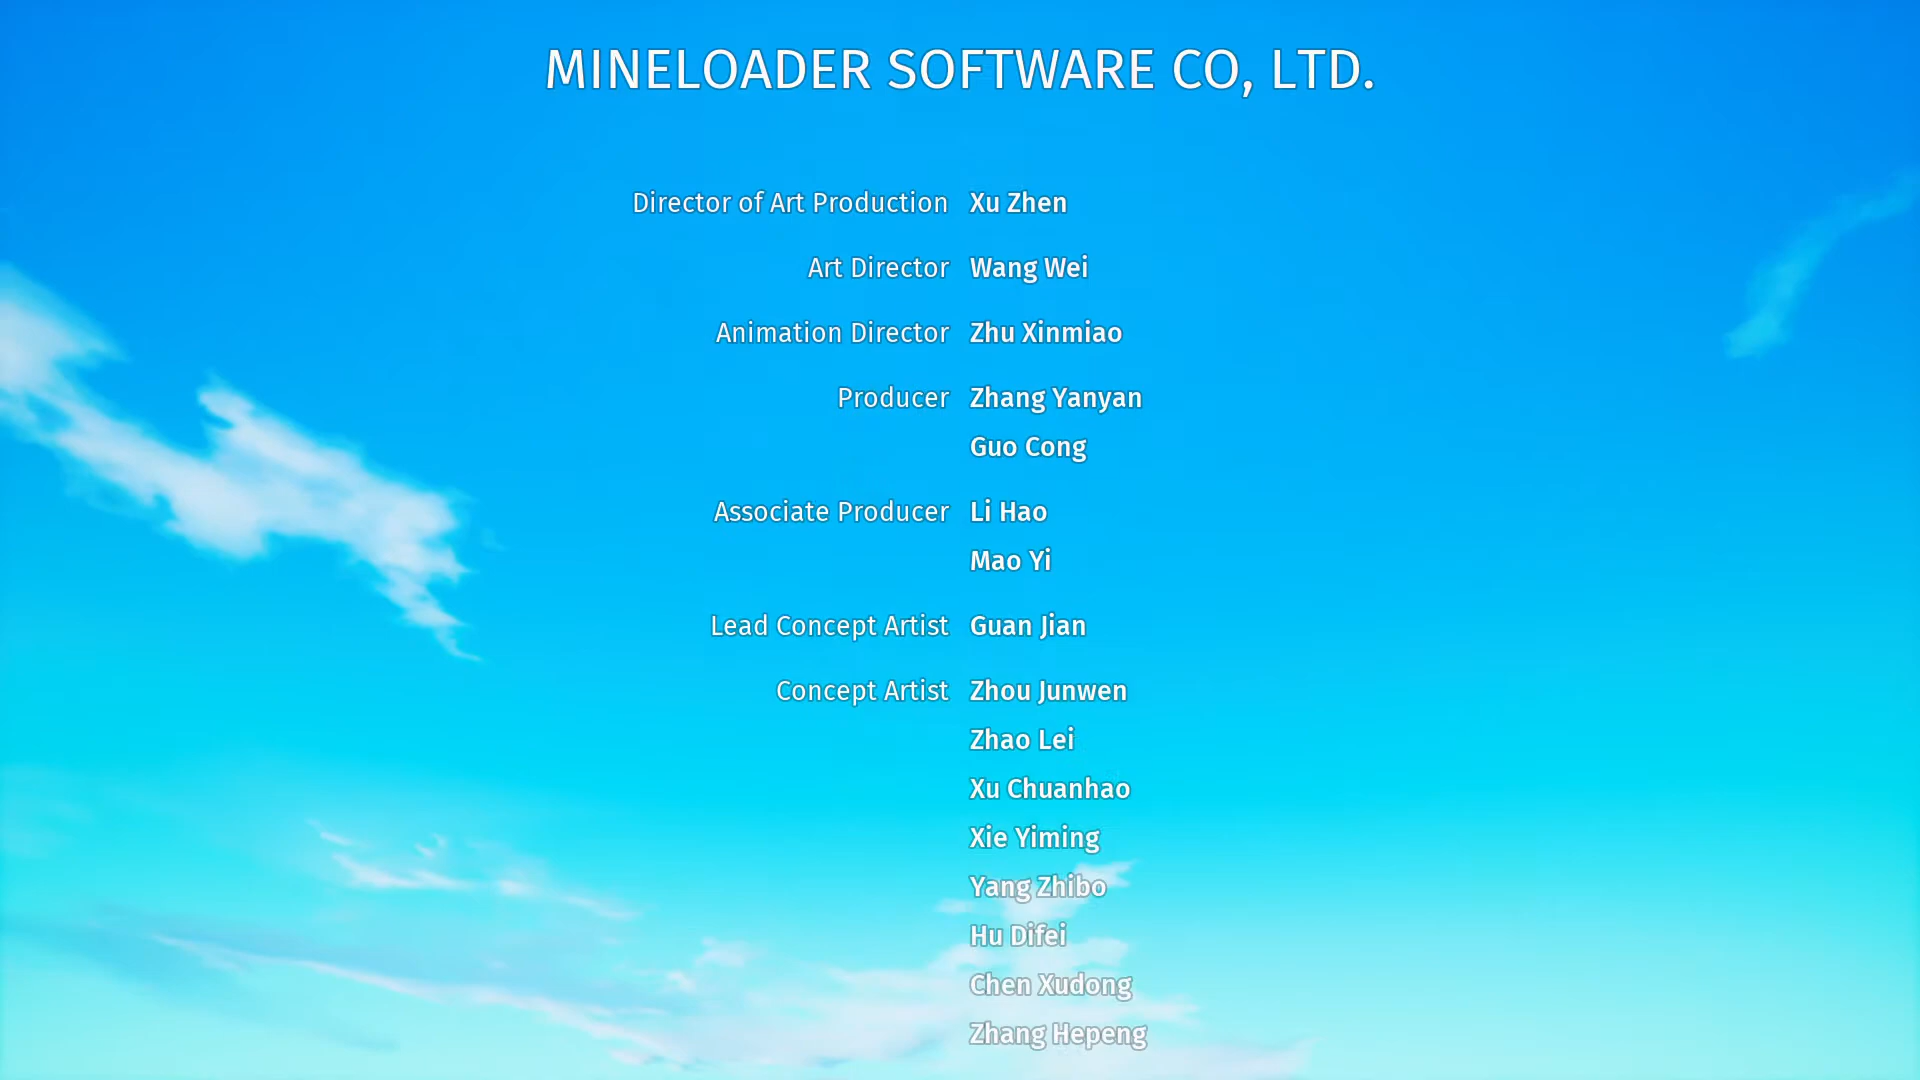 MINELOADER SOFTWARE CO, LTD.
Director of Art Production Xu Zhen
Art Director Wang Wei
Animation Director Zhu Xinmiao
Producer Zhang Yanyan
Guo Cong
Associate Producer Li Hao
Mao Yi
Lead Concept Artist Guan Jian
Concept Artist Zhou Junwen
Zhao Lei
Xu Chuanhao
Xie Yiming
Yang Zhibo
Hu Difei
Chen Xudong
Zhang Hepeng